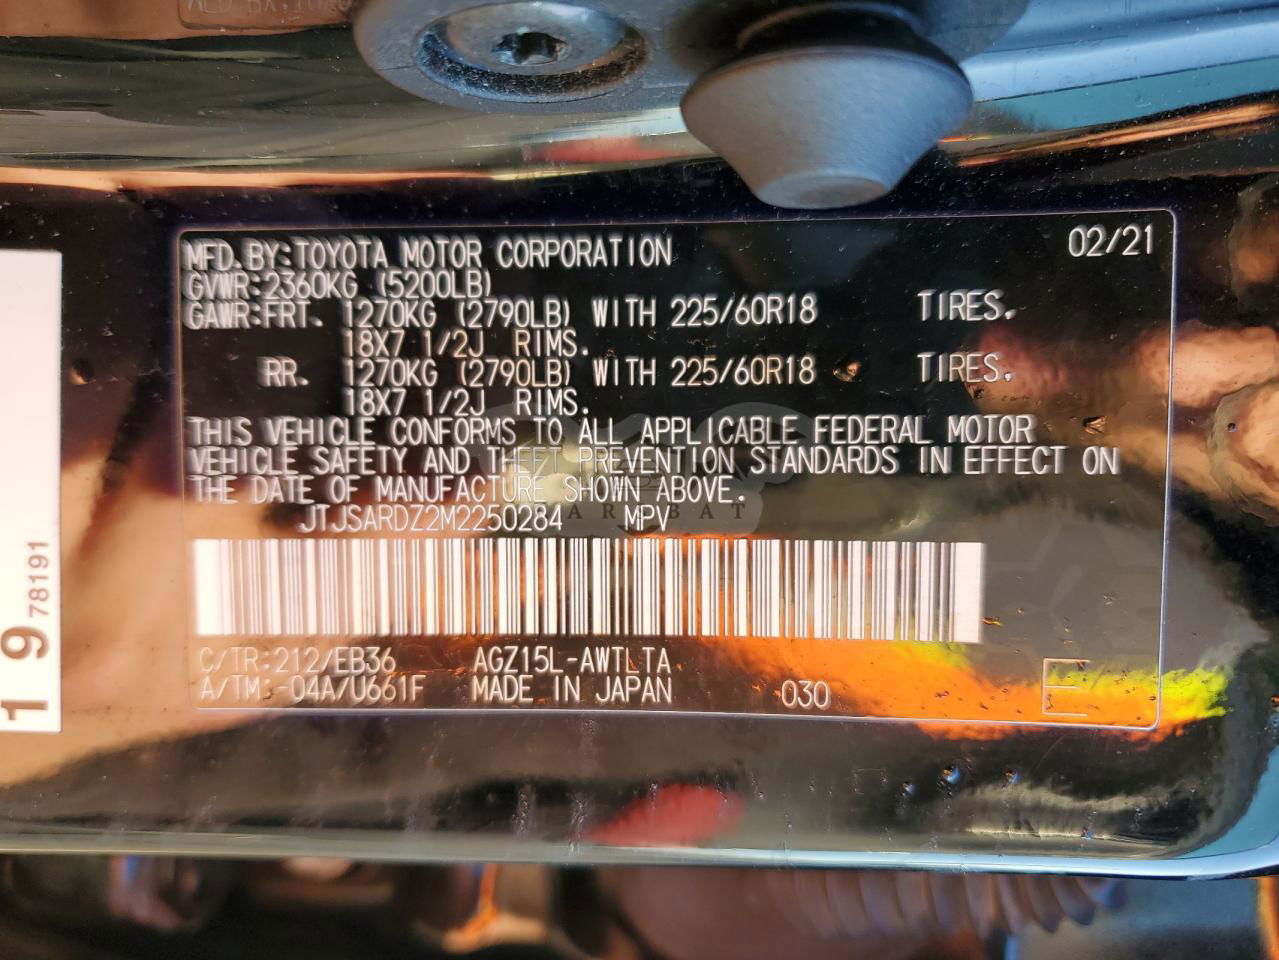 MFD.BY:TOYOTA MOTOR CORPORATION 02/21
GVWR:2360KG (5200LB)
GAWR:FRT. 1270KG (2790LB) WITH 225/60R18 TIRES.
18X7 1/2J RIMS.
RR. 1270KG (2790LB) WITH 225/60R18 TIRES.
18X7 1/2J RIMS.
THIS VEHICLE CONFORMS TO ALL APPLICABLE FEDERAL MOTOR
VEHICLE SAFETY AND THEFT PREVENTION STANDARDS IN EFFECT ON
THE DATE OF MANUFACTURE SHOWN ABOVE.
JTJSARDZ2M2250284 MPV
C/TR:212/EB36 AGZ15L-AWTLTA
A/TM:-04A/U661F MADE IN JAPAN 030 E
19
78191